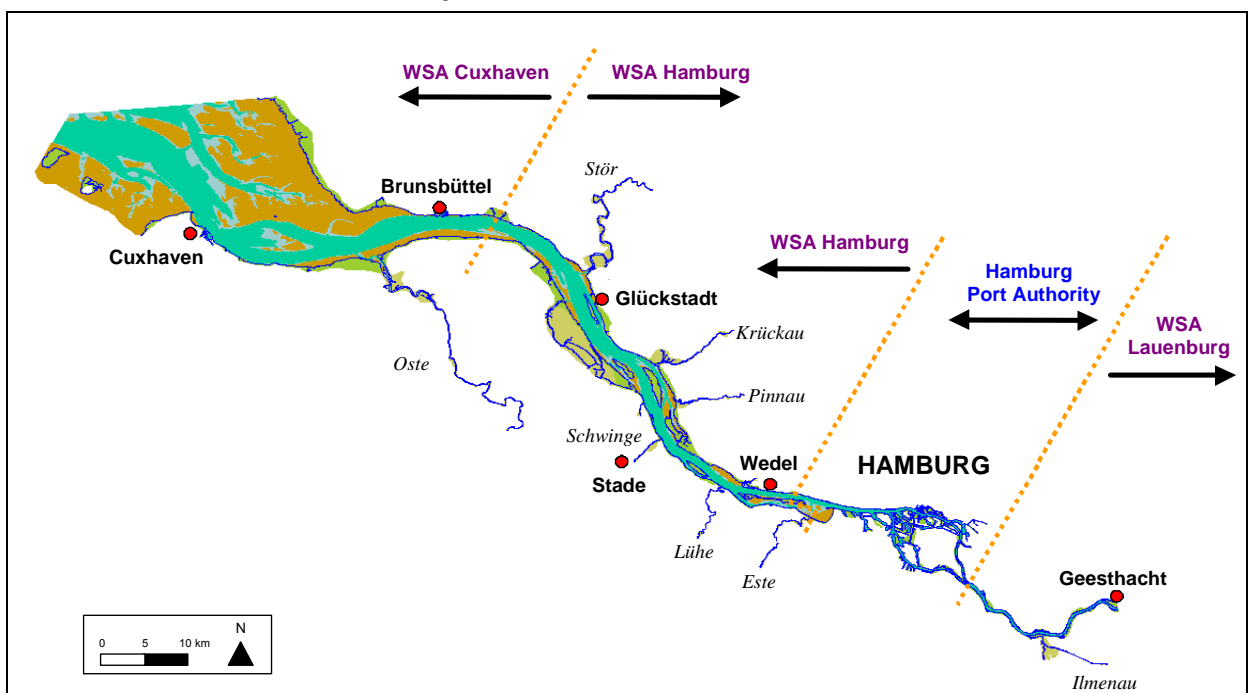 WSA Cuxhaven
WSA Hamburg
Stör
Brunsbüttel
Cuxhaven
WSA Hamburg
Hamburg
Port Authority
Glückstadt
WSA
Lauenburg
Krückau
Oste
Pinnau
Schwinge
Wedel
HAMBURG
Stade
Lühe
Este
Geesthacht
0 5 10 km
N
Ilmenau